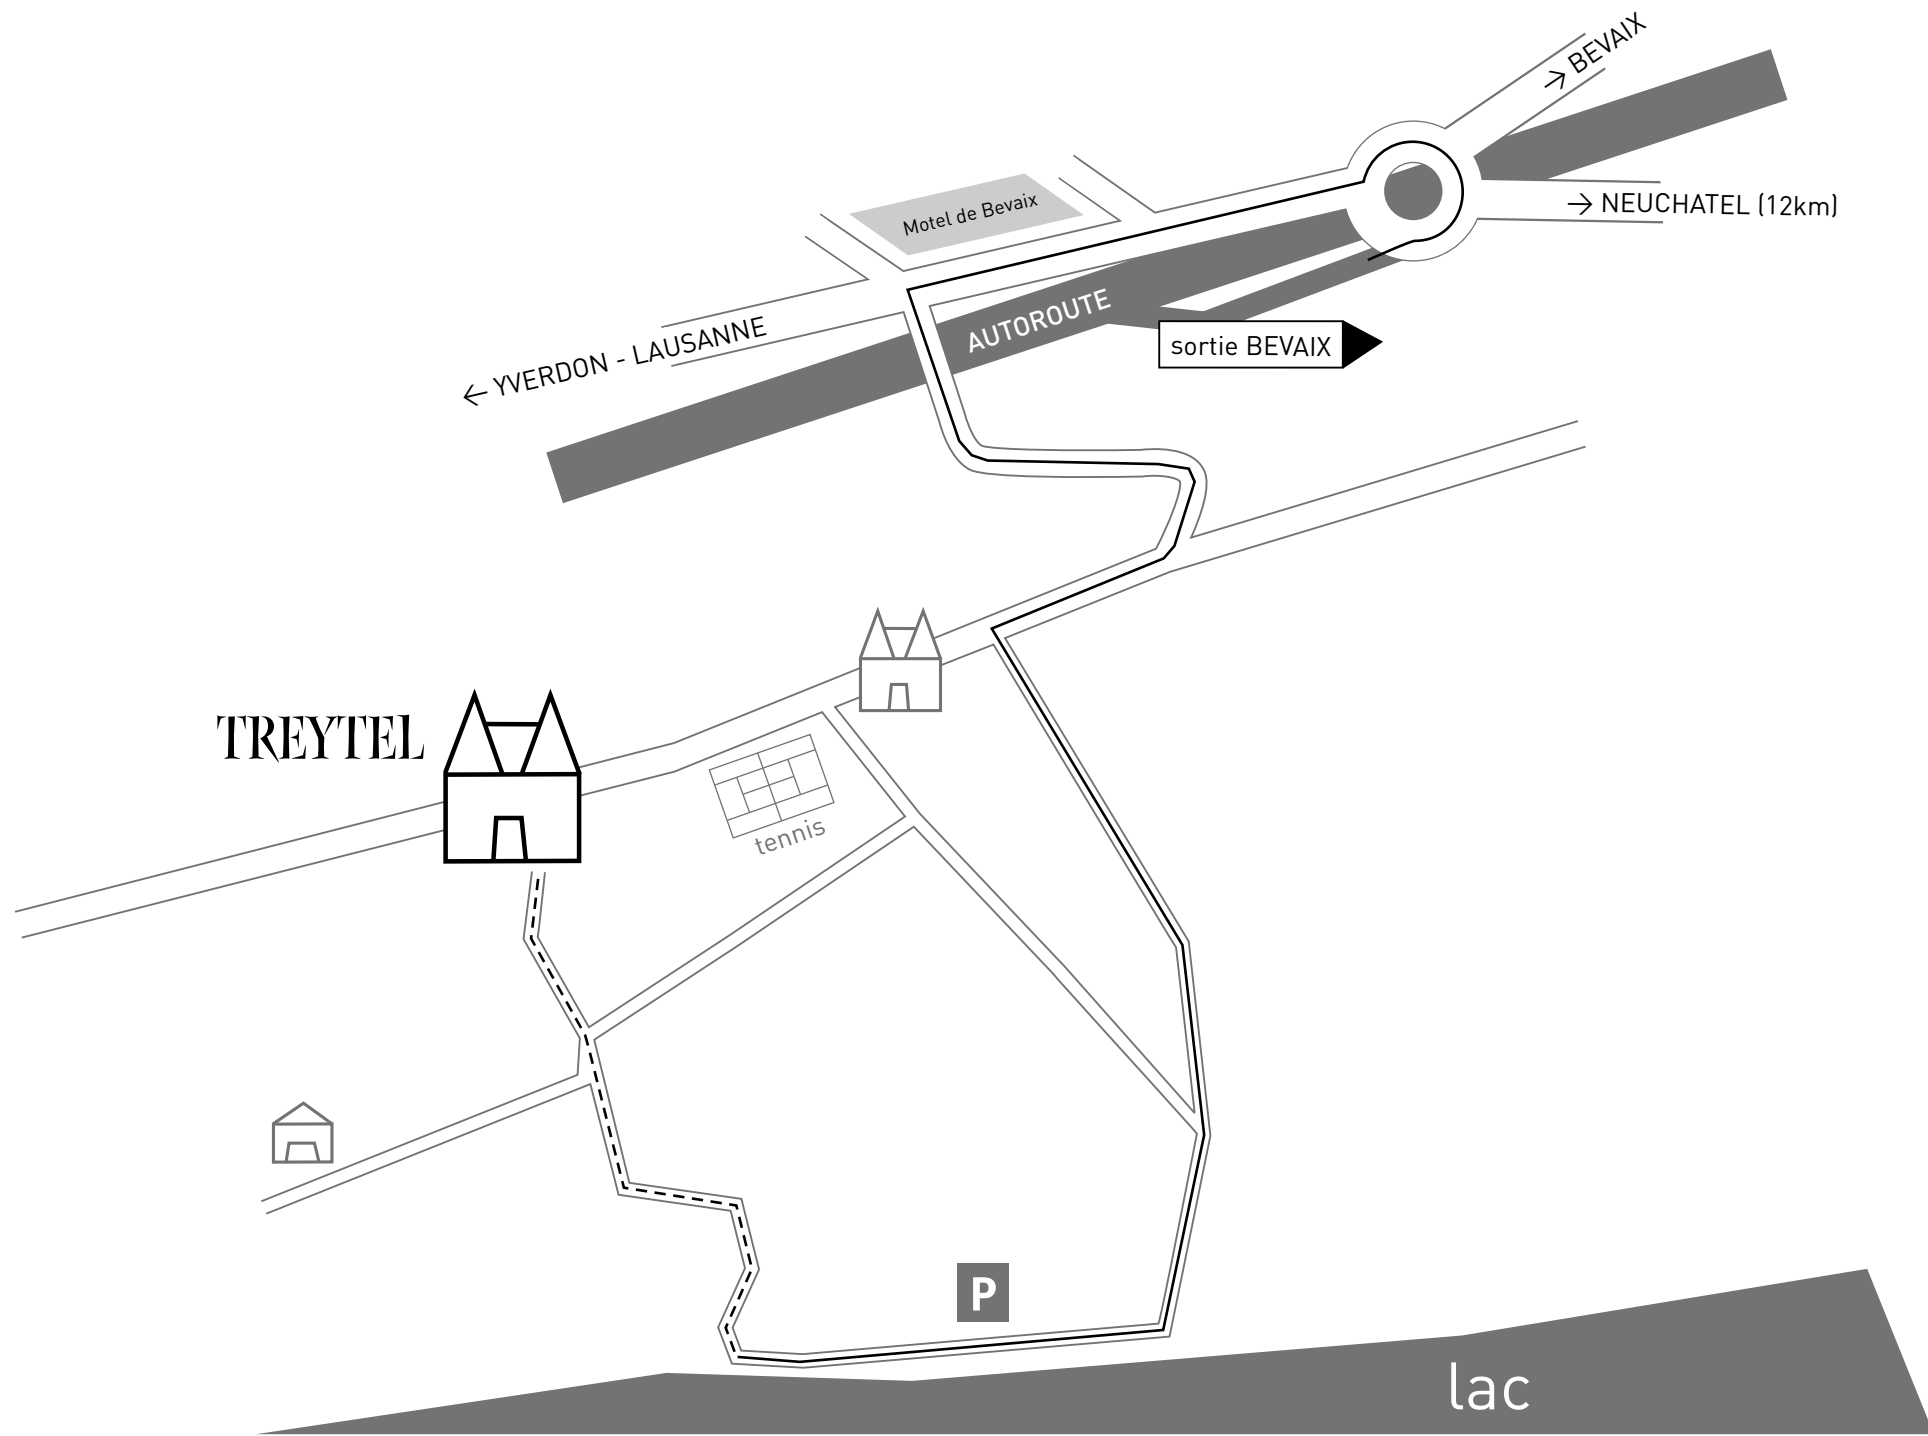 → BEVAIX
Motel de Bevaix
→ NEUCHATEL (12km)
AUTOROUTE
← YVERDON - LAUSANNE
sortie BEVAIX
TREYTEL
tennis
P
lac